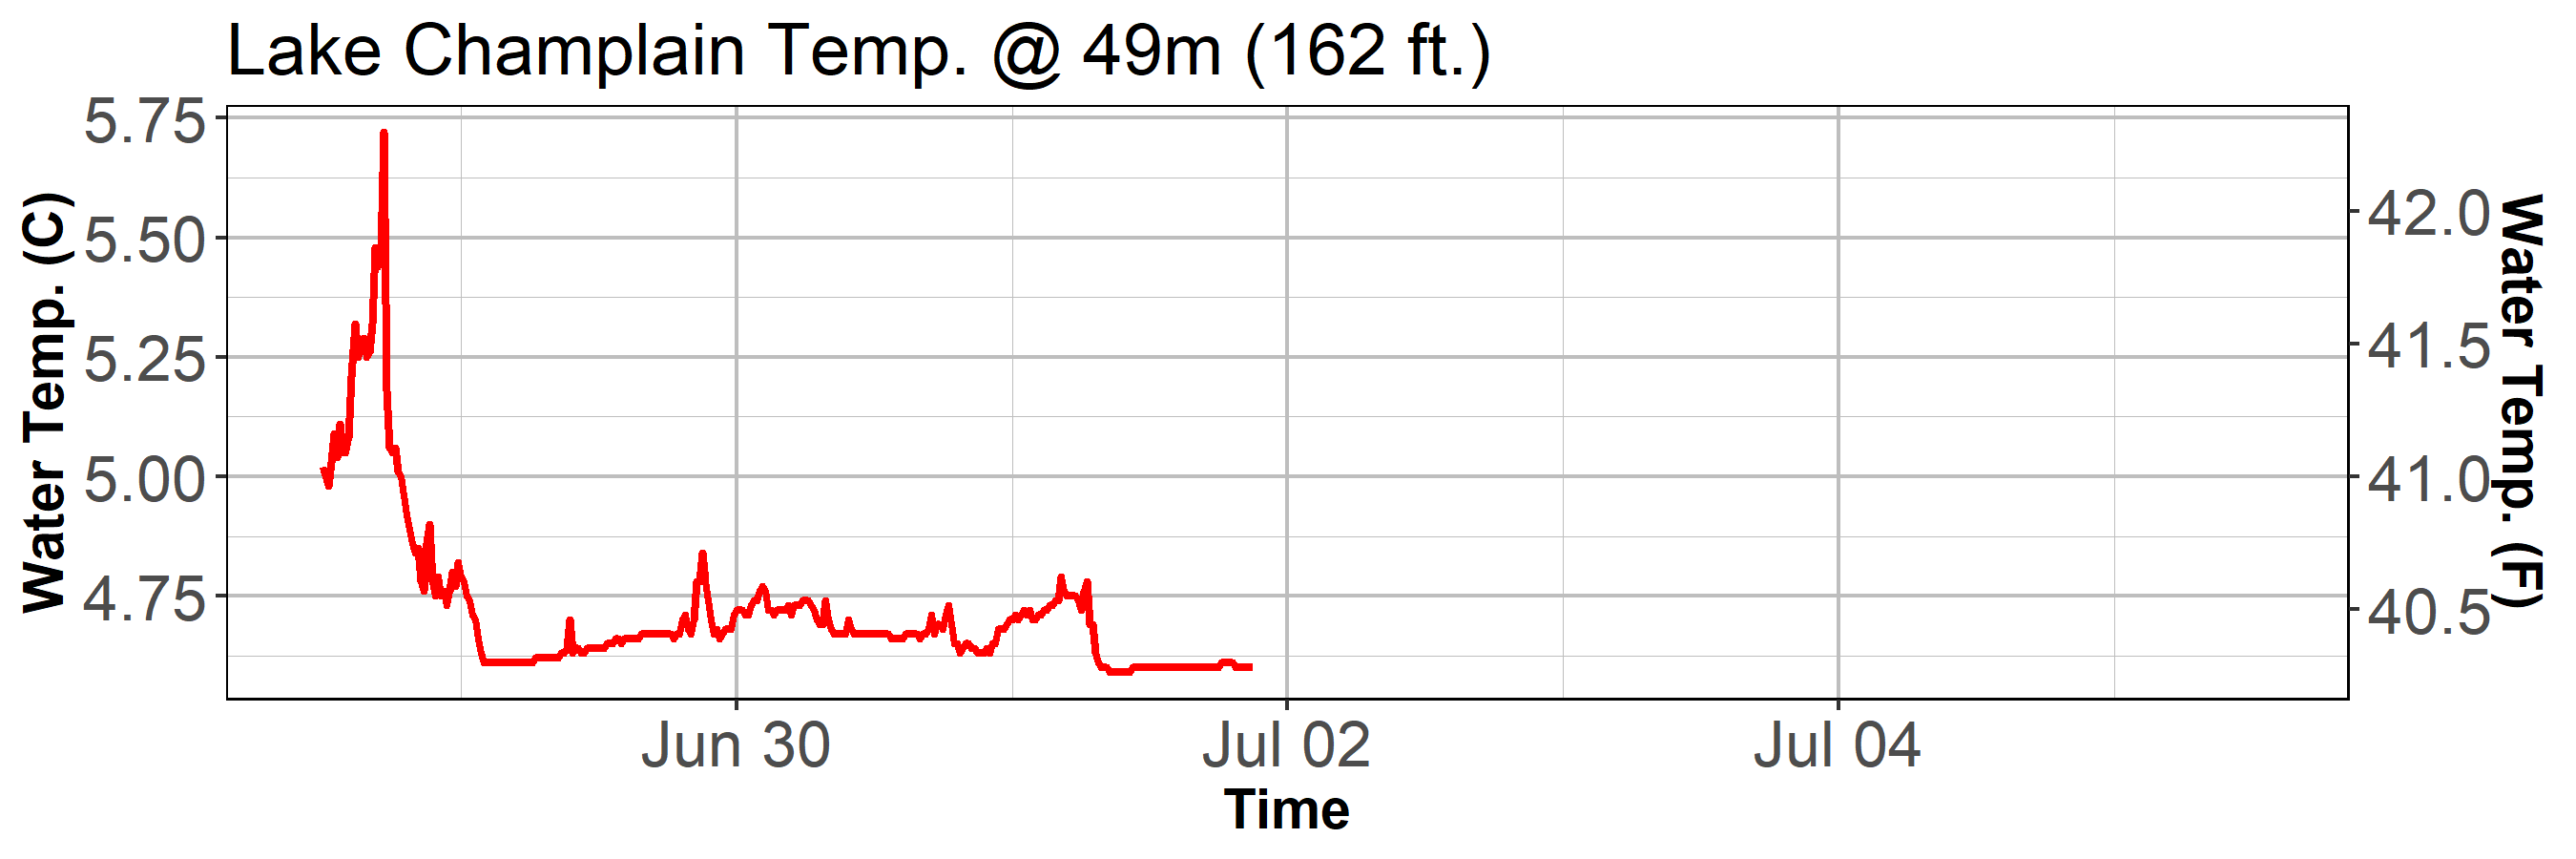 Lake Champlain Temp. @ 49m (162 ft.)
Water Temp. (C)
5.75
5.50
5.25
5.00
4.75
42.0
41.5
41.0
40.5
Water Temp. (F)
Jun 30
Jul 02
Jul 04
Time